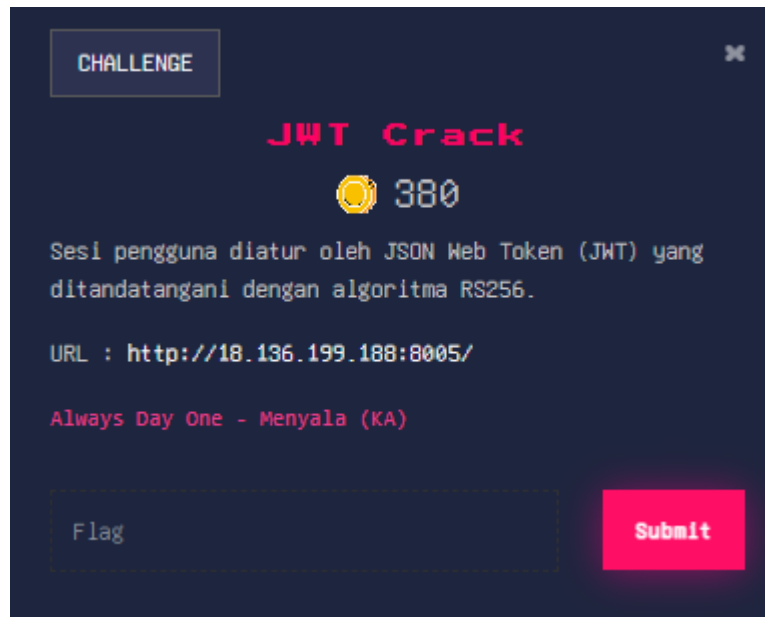 CHALLENGE
✖
JWT Crack
380
Sesi pengguna diatur oleh JSON Web Token (JWT) yang
ditandatangani dengan algoritma RS256.
URL : http://18.136.199.188:8005/
Always Day One - Menyala (KA)
Flag
Submit